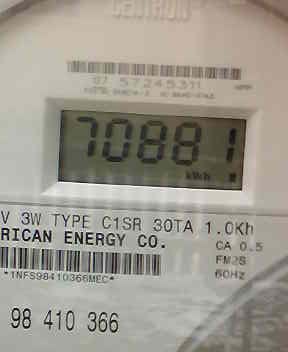 CENTRON
07 57245311
70881
kWh
V 3W TYPE C1SR 30TA 1.0Kh
RICAN ENERGY CO.
CA 0.5
FM2S
*1NFS98410366MEC*
60Hz
98 410 366